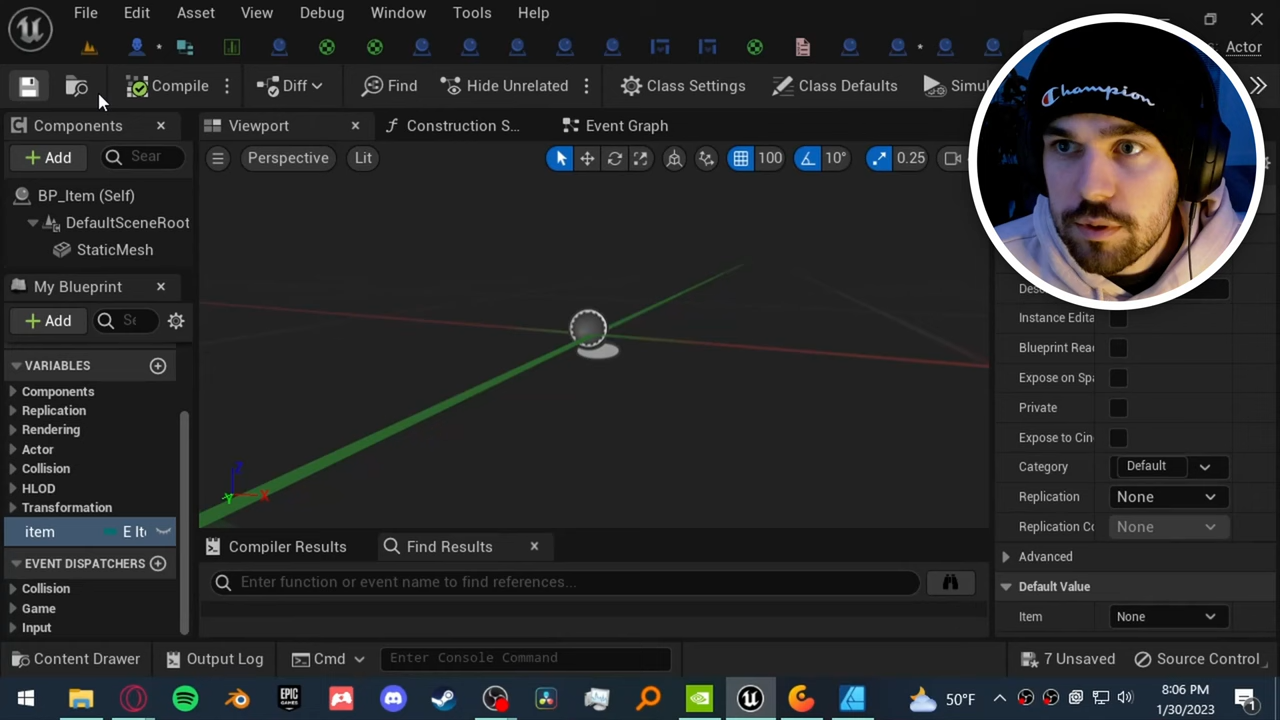 File Edit Asset View Debug Window Tools Help
Actor
Compile Diff Find Hide Unrelated Class Settings Class Defaults
Components Viewport Construction S... Event Graph
Add Sear Perspective Lit 100 10° 0.25
Champion
BP_Item (Self)
DefaultSceneRoot
StaticMesh
My Blueprint
Add
Instance Edita
Blueprint Rea
VARIABLES
Expose on Spa
Components
Replication
Private
Rendering
Expose to Cin
Actor
Collision
Category Default
HLOD
Replication None
Transformation
Replication Co None
item E Ite
Compiler Results Find Results
Advanced
EVENT DISPATCHERS
Collision
Enter function or event name to find references...
Default Value
Game
Item None
Input
Content Drawer Output Log Cmd Enter Console Command 7 Unsaved Source Control
EPIC GAMES
50°F
8:06 PM
1/30/2023
1